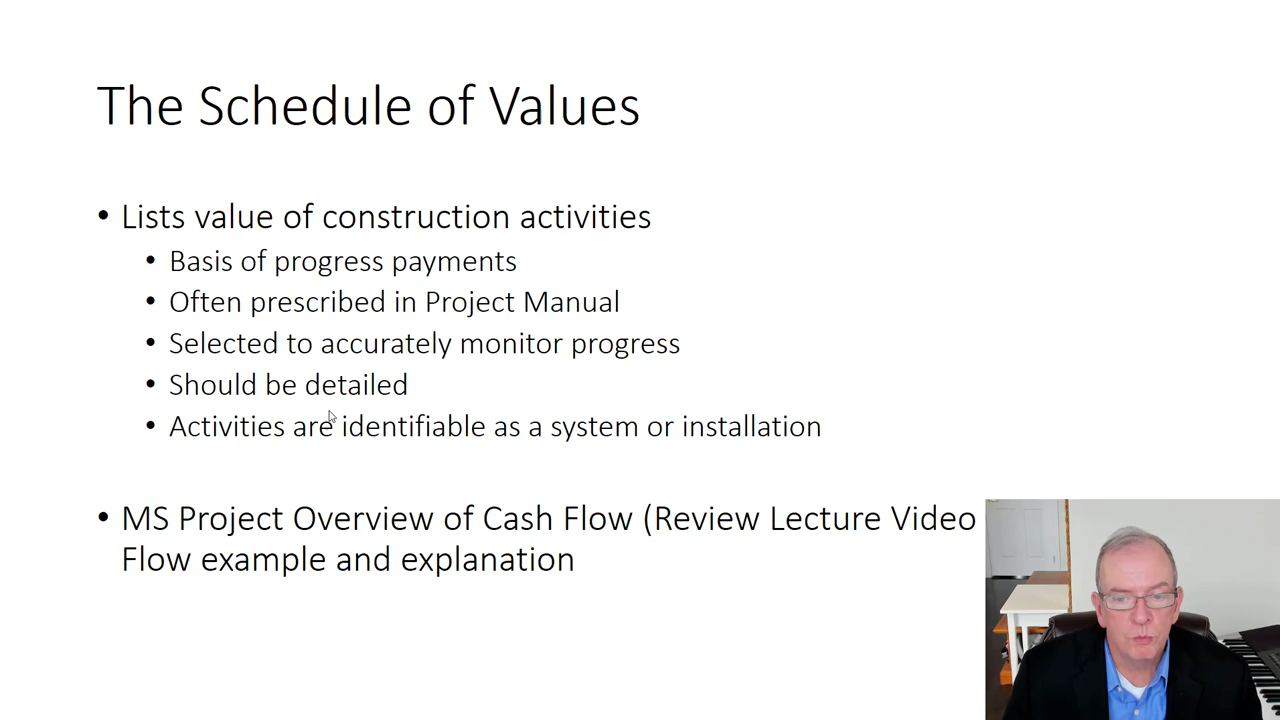 The Schedule of Values
• Lists value of construction activities
• Basis of progress payments
• Often prescribed in Project Manual
• Selected to accurately monitor progress
• Should be detailed
• Activities are identifiable as a system or installation
• MS Project Overview of Cash Flow (Review Lecture Video
Flow example and explanation